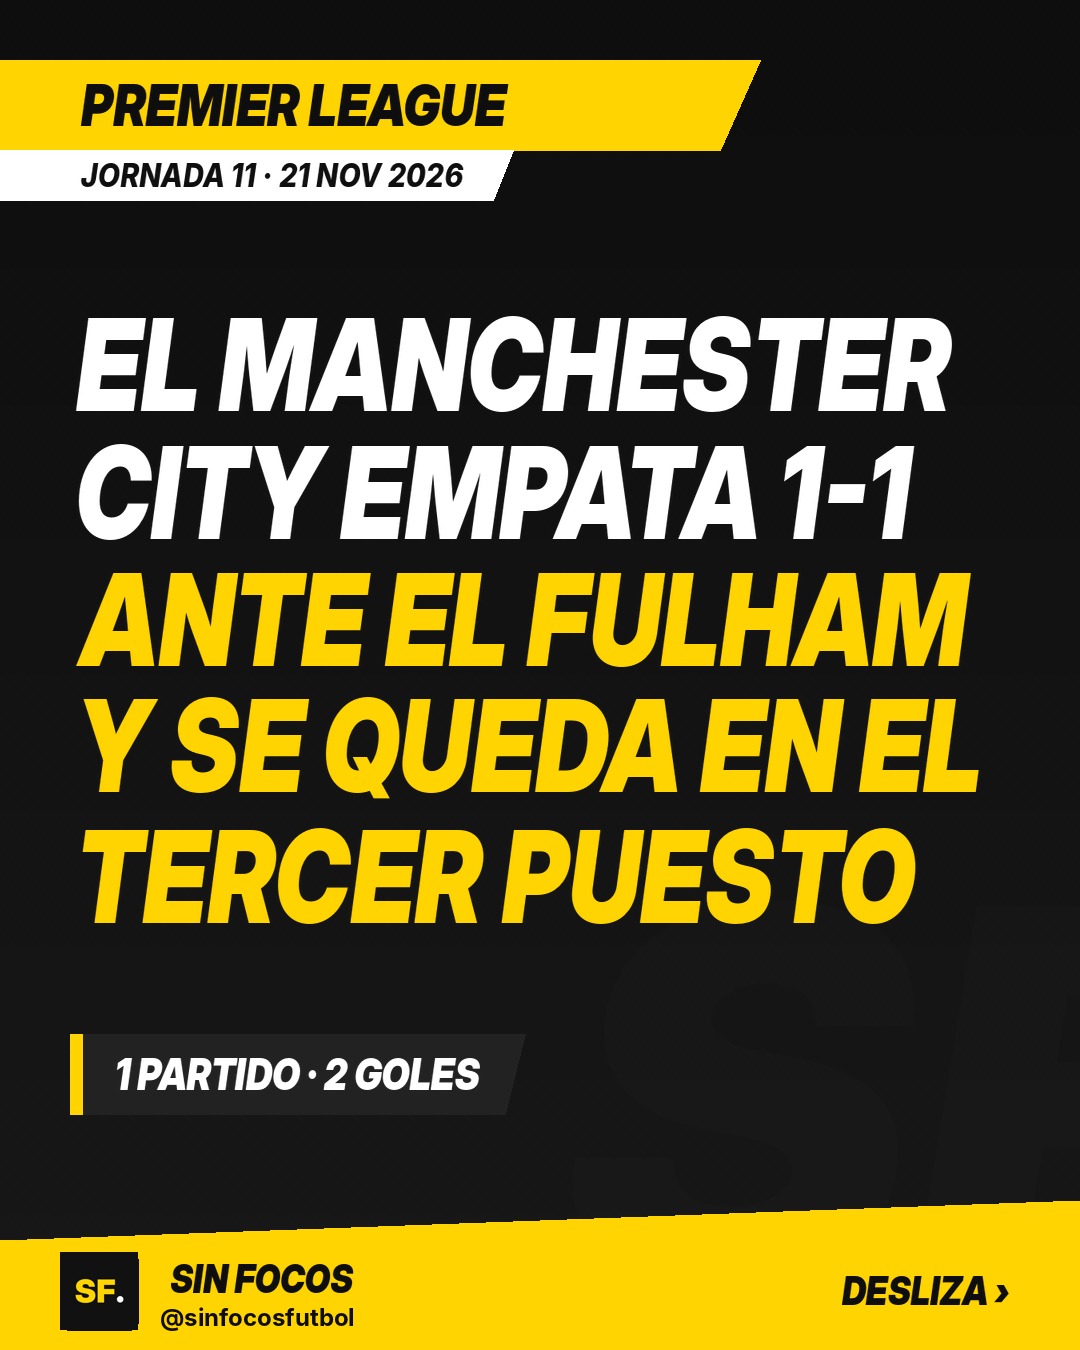 PREMIER LEAGUE
JORNADA 11 · 21 NOV 2026
EL MANCHESTER
CITY EMPATA 1-1
ANTE EL FULHAM
Y SE QUEDA EN EL
TERCER PUESTO
1 PARTIDO · 2 GOLES
SF.
SIN FOCOS
@sinfocosfutbol
DESLIZA ›